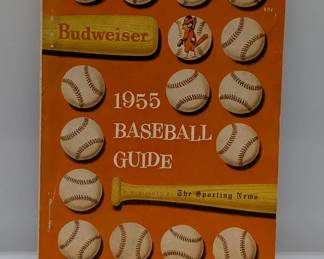 Budweiser
1955
BASEBALL
GUIDE
The Sporting News